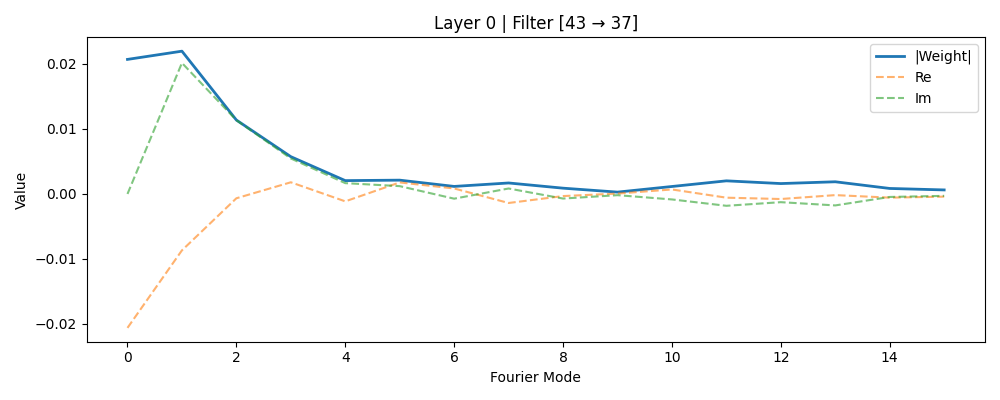 Layer 0 | Filter [43 → 37]
|Weight|
Re
Im
0.02
0.01
0.00
−0.01
−0.02
Value
0 2 4 6 8 10 12 14
Fourier Mode